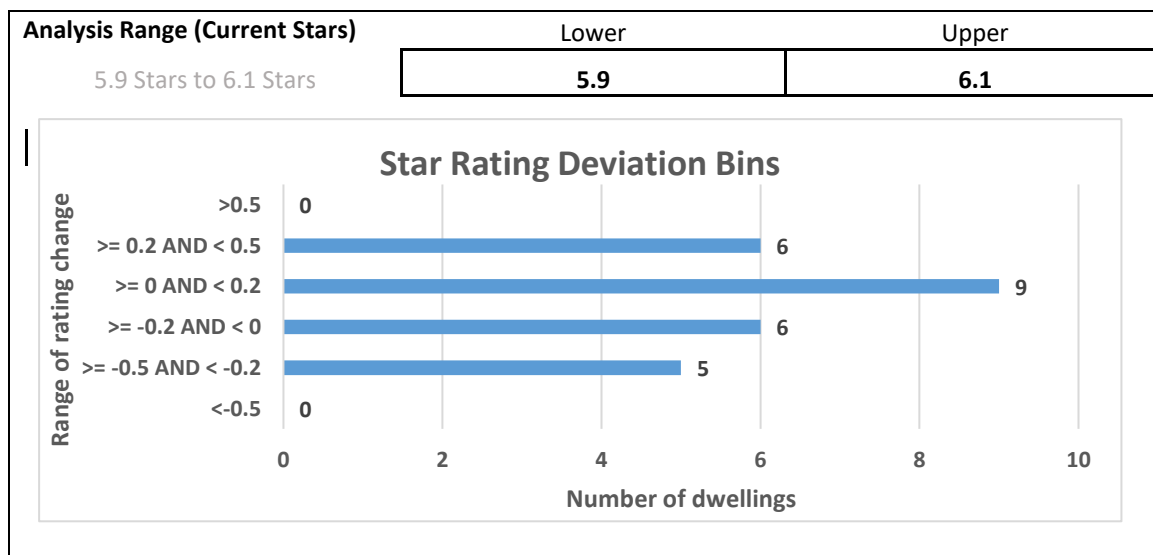 Analysis Range (Current Stars) Lower Upper
5.9 Stars to 6.1 Stars 5.9 6.1
Star Rating Deviation Bins
Range of rating change
>0.5 0
>= 0.2 AND < 0.5 6
>= 0 AND < 0.2 9
>= -0.2 AND < 0 6
>= -0.5 AND < -0.2 5
<-0.5 0
0 2 4 6 8 10
Number of dwellings